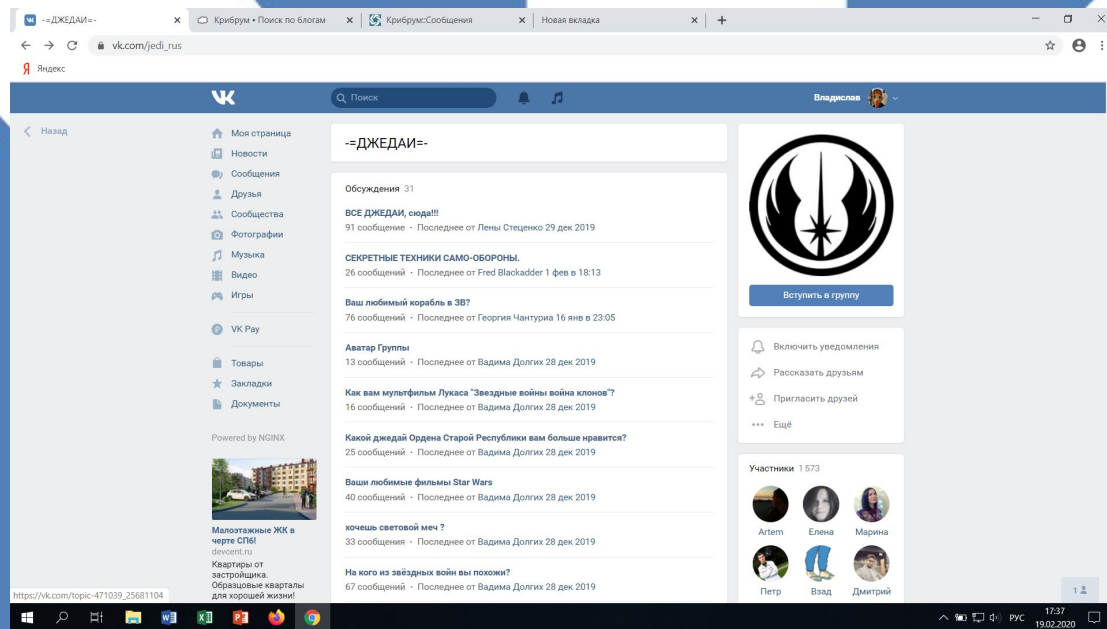 -=ДЖЕДАИ=-
Крибрум • Поиск по блогам
Крибрум::Сообщения
Новая вкладка
vk.com/jedi_rus
Яндекс
Поиск
Владислав
Назад
Моя страница
Новости
Сообщения
Друзья
Сообщества
Фотографии
Музыка
Видео
Игры
VK Pay
Товары
Закладки
Документы
Powered by NGINX
Малоэтажные ЖК в
черте СПб!
devcent.ru
Квартиры от
застройщика.
Образцовые кварталы
для хорошей жизни!
-=ДЖЕДАИ=-
Обсуждения 31
ВСЕ ДЖЕДАИ, сюда!!!
91 сообщение · Последнее от Лены Стеценко 29 дек 2019
СЕКРЕТНЫЕ ТЕХНИКИ САМО-ОБОРОНЫ.
26 сообщений · Последнее от Fred Blackadder 1 фев в 18:13
Ваш любимый корабль в ЗВ?
76 сообщений · Последнее от Георгия Чантуриа 16 янв в 23:05
Аватар Группы
13 сообщений · Последнее от Вадима Долгих 28 дек 2019
Как вам мультфильм Лукаса "Звездные войны война клонов"?
16 сообщений · Последнее от Вадима Долгих 28 дек 2019
Какой джедай Ордена Старой Республики вам больше нравится?
25 сообщений · Последнее от Вадима Долгих 28 дек 2019
Ваши любимые фильмы Star Wars
40 сообщений · Последнее от Вадима Долгих 28 дек 2019
хочешь световой меч ?
33 сообщения · Последнее от Вадима Долгих 28 дек 2019
На кого из звёздных войн вы похожи?
67 сообщений · Последнее от Вадима Долгих 28 дек 2019
Вступить в группу
Включить уведомления
Рассказать друзьям
Пригласить друзей
Ещё
Участники 1 573
Artem Елена Марина
Петр Взад Дмитрий
1
https://vk.com/topic-471039_25681104
РУС
17:37
19.02.2020